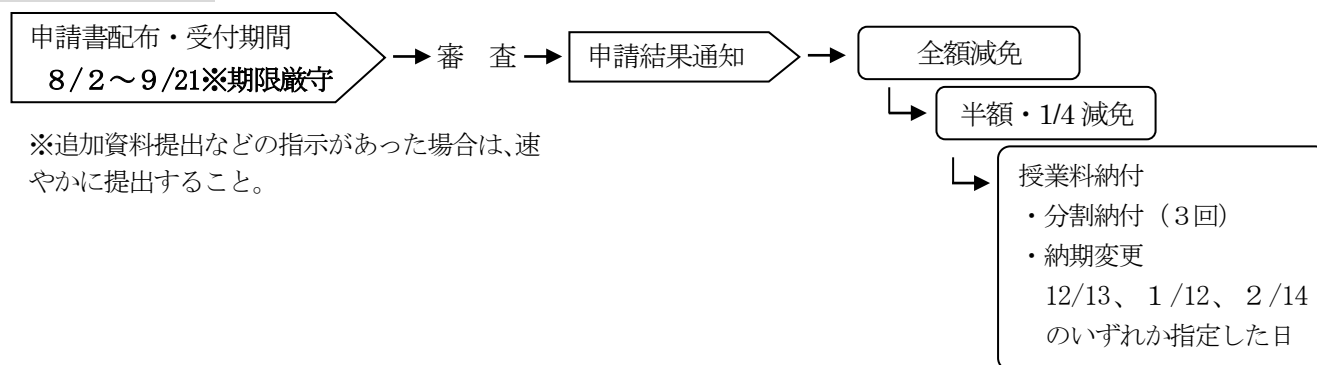 申請書配布・受付期間
8/2～9/21※期限厳守
審　査
申請結果通知
全額減免
半額・1/4 減免
※追加資料提出などの指示があった場合は、速
やかに提出すること。
授業料納付
・分割納付（３回）
・納期変更
12/13、１/12、２/14
のいずれか指定した日